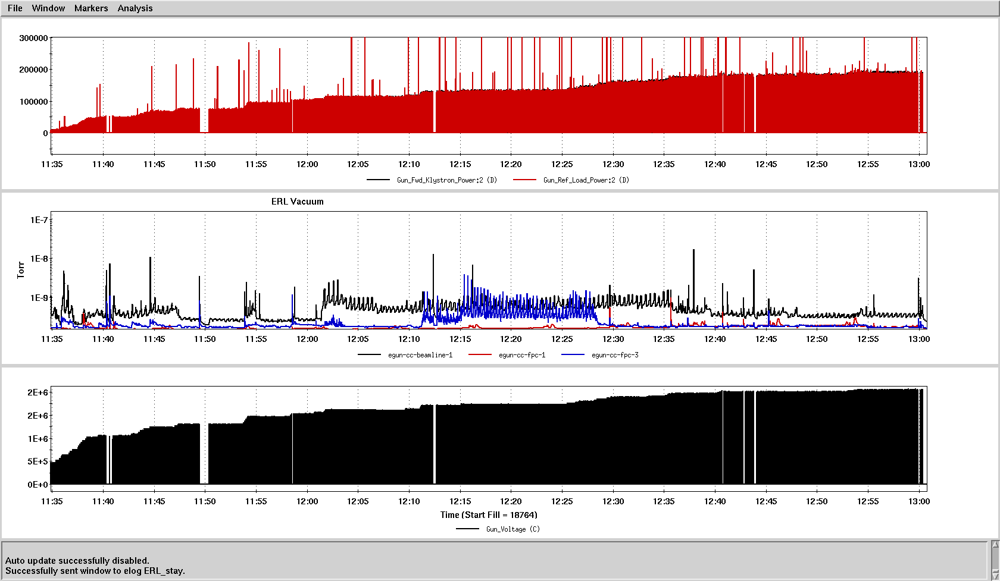 File Window Markers Analysis
300000
200000
100000
0
11:35 11:40 11:45 11:50 11:55 12:00 12:05 12:10 12:15 12:20 12:25 12:30 12:35 12:40 12:45 12:50 12:55 13:00
Gun_Fwd_Klystron_Power:2 (D) Gun_Ref_Load_Power:2 (D)
ERL Vacuum
1E-7
1E-8
Torr
1E-9
11:35 11:40 11:45 11:50 11:55 12:00 12:05 12:10 12:15 12:20 12:25 12:30 12:35 12:40 12:45 12:50 12:55 13:00
egun-cc-beamline-1 egun-cc-fpc-1 egun-cc-fpc-3
2E+6
2E+6
1E+6
5E+5
0E+0
11:35 11:40 11:45 11:50 11:55 12:00 12:05 12:10 12:15 12:20 12:25 12:30 12:35 12:40 12:45 12:50 12:55 13:00
Time (Start Fill = 18764)
Gun_Voltage (C)
Auto update successfully disabled.
Successfully sent window to elog ERL_stay.